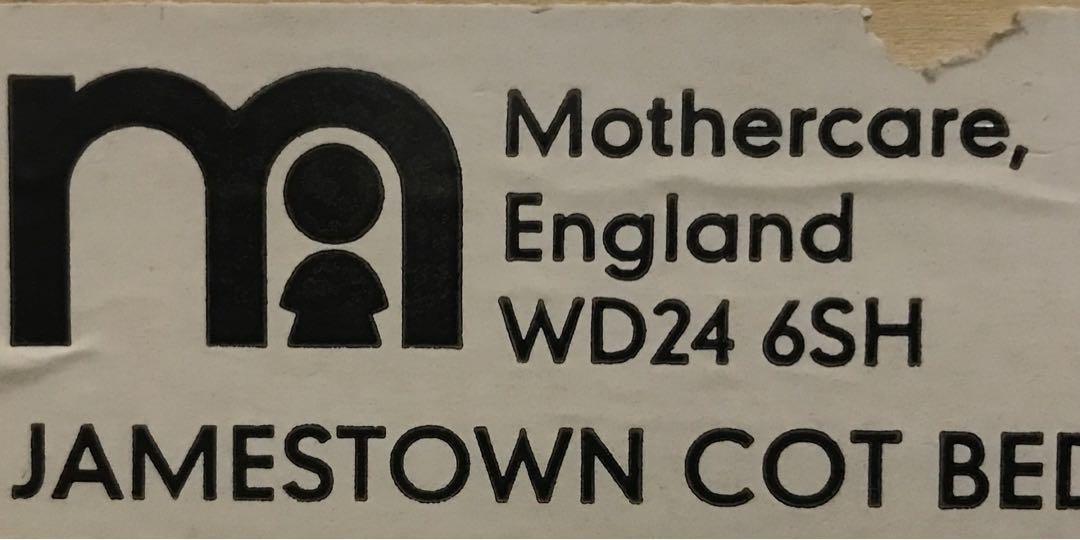 Mothercare,
England
WD24 6SH
JAMESTOWN COT BED